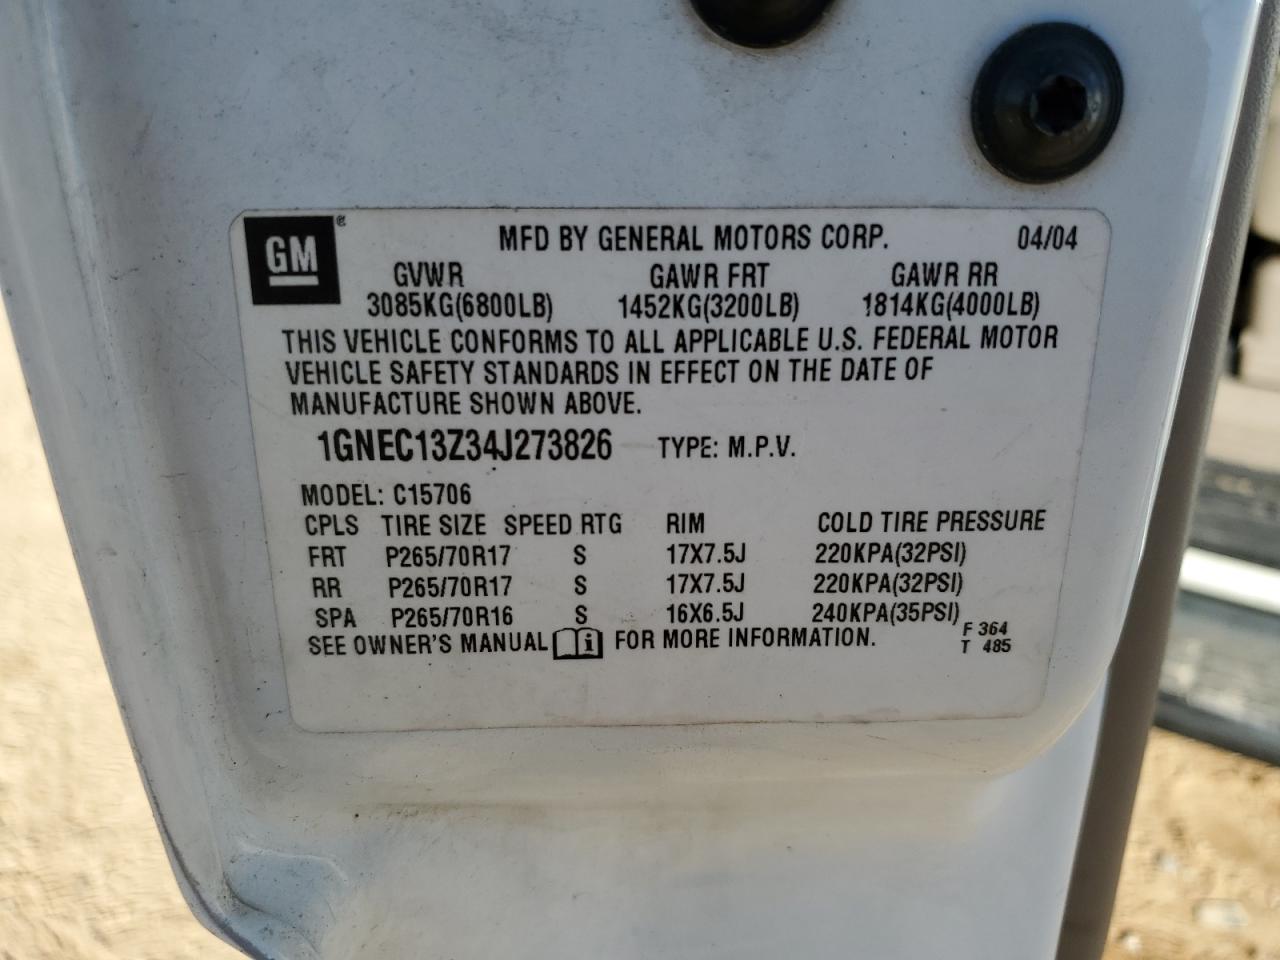 GM ®
MFD BY GENERAL MOTORS CORP. 04/04
GVWR GAWR FRT GAWR RR
3085KG(6800LB) 1452KG(3200LB) 1814KG(4000LB)
THIS VEHICLE CONFORMS TO ALL APPLICABLE U.S. FEDERAL MOTOR
VEHICLE SAFETY STANDARDS IN EFFECT ON THE DATE OF
MANUFACTURE SHOWN ABOVE.
1GNEC13Z34J273826 TYPE: M.P.V.
MODEL: C15706
CPLS TIRE SIZE SPEED RTG RIM COLD TIRE PRESSURE
FRT P265/70R17 S 17X7.5J 220KPA(32PSI)
RR P265/70R17 S 17X7.5J 220KPA(32PSI)
SPA P265/70R16 S 16X6.5J 240KPA(35PSI)
SEE OWNER'S MANUAL i FOR MORE INFORMATION.
F 364
T 485